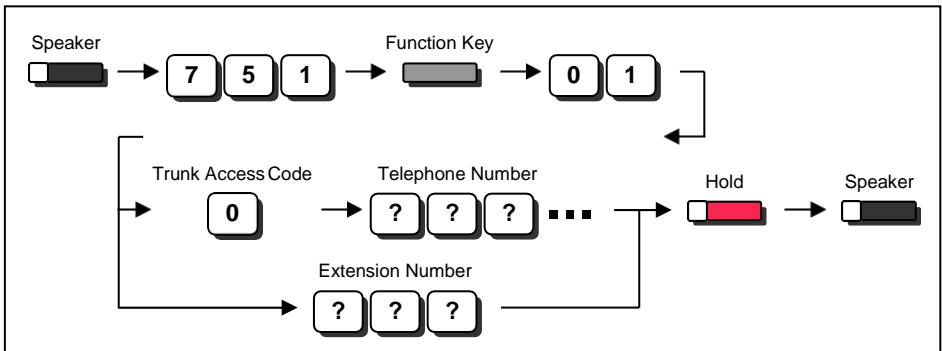 Speaker
Function Key
7 5 1
0 1
Trunk Access Code
Telephone Number
Hold
Speaker
0
? ? ? ...
Extension Number
? ? ?